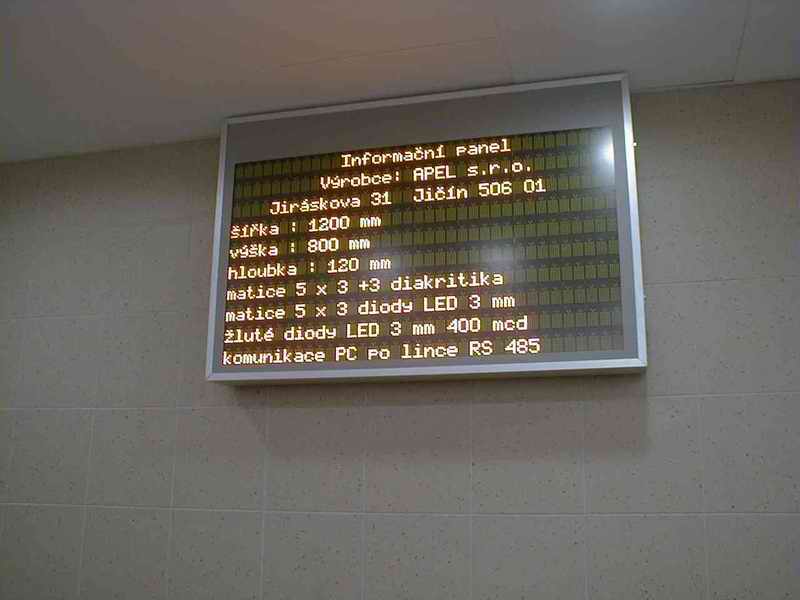 Informační panel
Výrobce: APEL s.r.o.
Jiráskova 31 Jičín 506 01
šířka : 1200 mm
výška : 800 mm
hloubka : 120 mm
matice 5 x 3 +3 diakritika
matice 5 x 3 diody LED 3 mm
žluté diody LED 3 mm 400 mcd
komunikace PC po lince RS 485